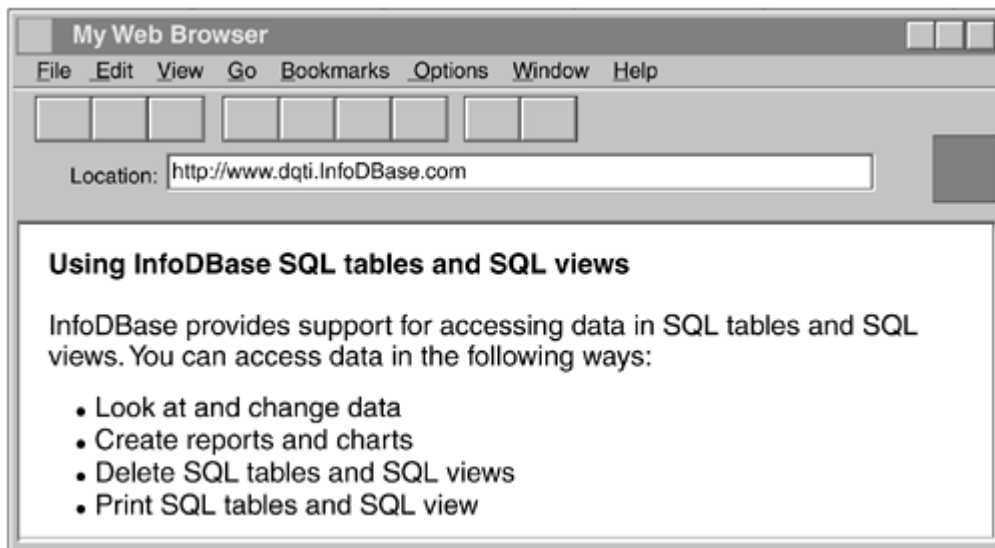 My Web Browser
File Edit View Go Bookmarks Options Window Help
Location: http://www.dqti.InfoDBase.com
Using InfoDBase SQL tables and SQL views
InfoDBase provides support for accessing data in SQL tables and SQL
views. You can access data in the following ways:
• Look at and change data
• Create reports and charts
• Delete SQL tables and SQL views
• Print SQL tables and SQL view